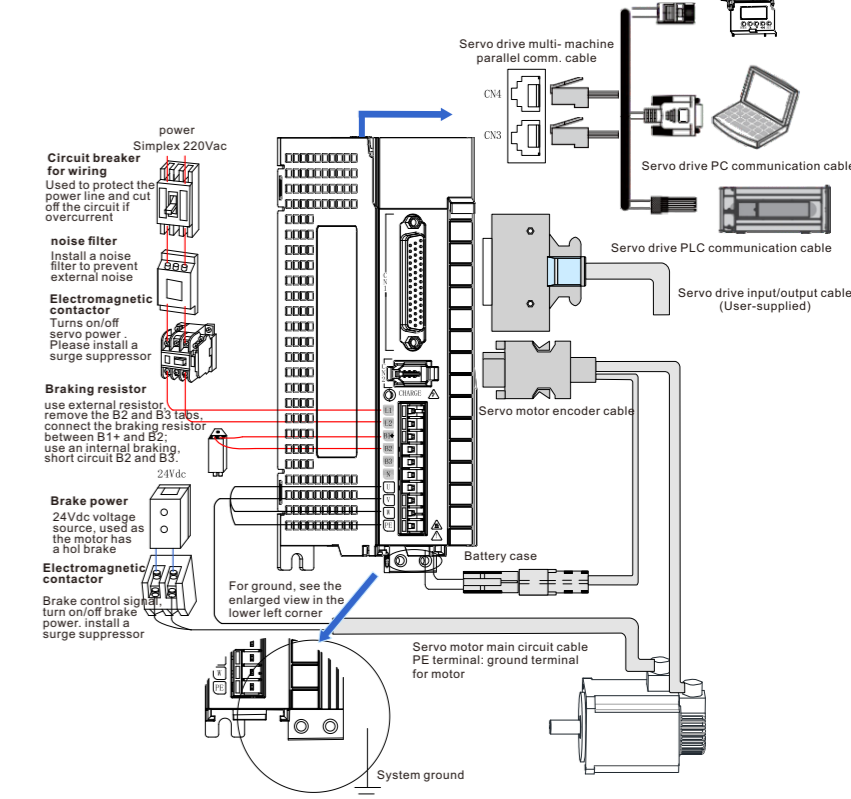 Servo drive multi- machine
parallel comm. cable
CN4
CN3
Servo drive PC communication cable
Servo drive PLC communication cable
Servo drive input/output cable
(User-supplied)
power
Simplex 220Vac
Circuit breaker
for wiring
Used to protect the
power line and cut
off the circuit if
overcurrent
noise filter
Install a noise
filter to prevent
external noise
Electromagnetic
contactor
Turns on/off
servo power .
Please install a
surge suppressor
Braking resistor
use external resistor,
remove the B2 and B3 tabs,
connect the braking resistor
between B1+ and B2;
use an internal braking,
short circuit B2 and B3.
24Vdc
Brake power
24Vdc voltage
source, used as
the motor has
a hol brake
Electromagnetic
contactor
Brake control signal,
turn on/off brake
power. install a
surge suppressor
CHARGE
L1
L2
B1+
B2
B3
N
U
V
W
PE
Servo motor encoder cable
Battery case
For ground, see the
enlarged view in the
lower left corner
Servo motor main circuit cable
PE terminal: ground terminal
for motor
W
PE
System ground